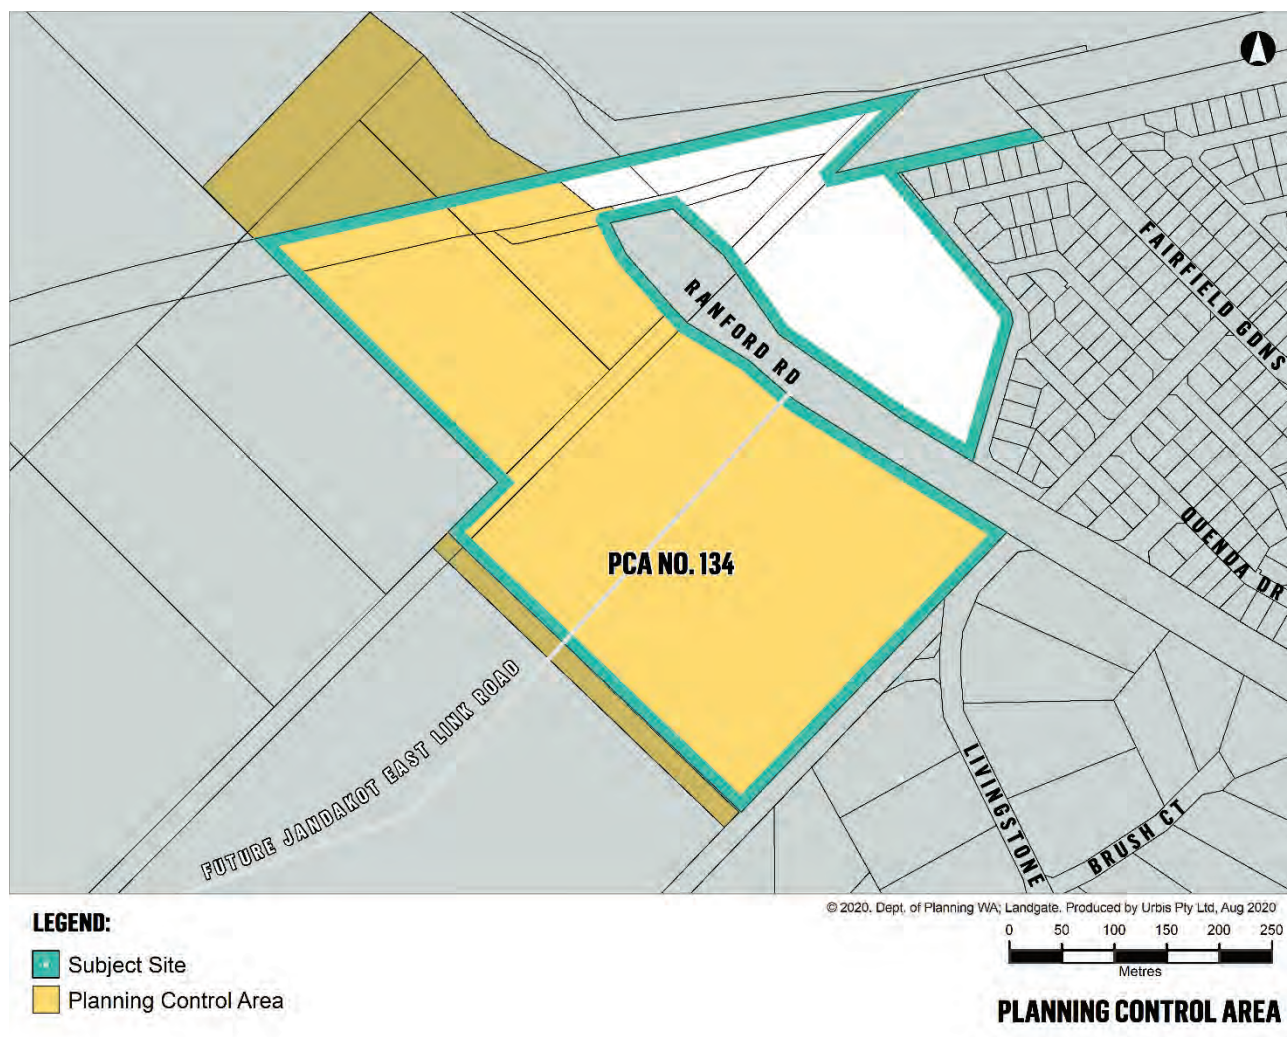 FAIRFIELD GDNS
RANFORD RD
QUENDA DR
PCA NO. 134
FUTURE JANDAKOT EAST LINK ROAD
LIVINGSTONE
BRUSH CT
© 2020. Dept. of Planning WA; Landgate. Produced by Urbis Pty Ltd, Aug 2020
LEGEND:
Subject Site
Planning Control Area
0 50 100 150 200 250
Metres
PLANNING CONTROL AREA